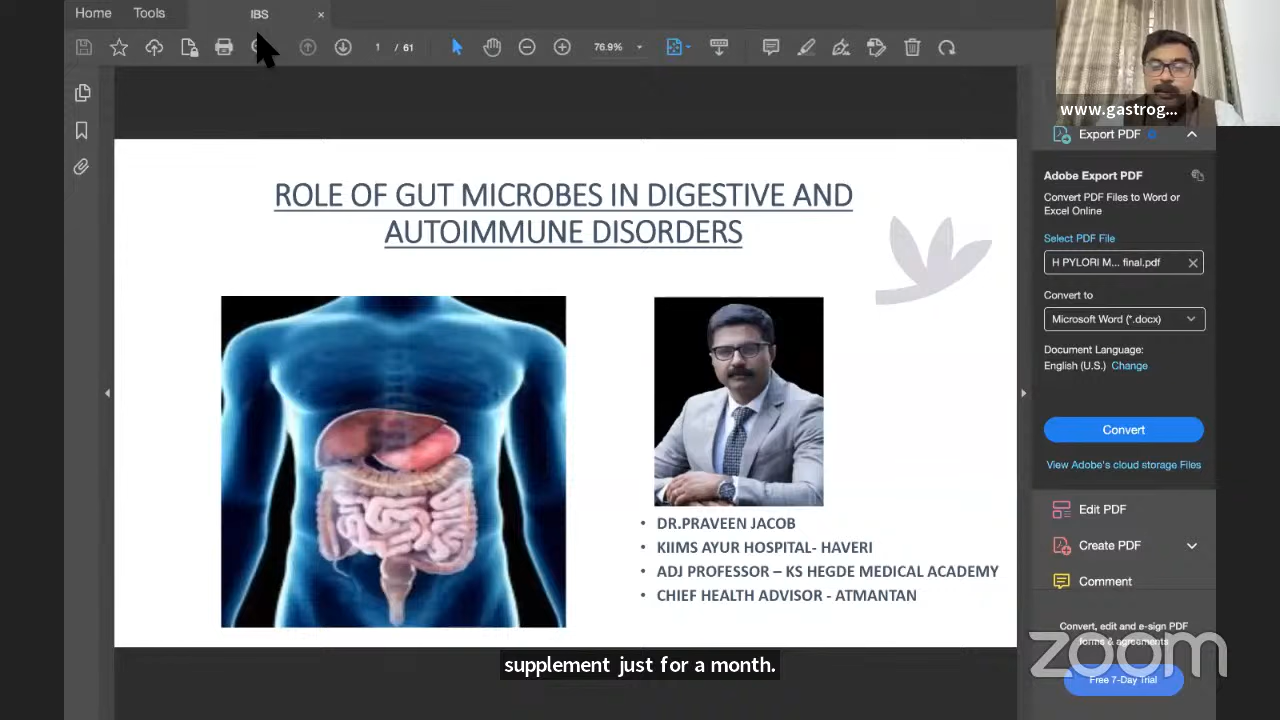 Home
Tools
IBS
×
1 / 61
76.9%
www.gastrog...
Export PDF
Adobe Export PDF
Convert PDF Files to Word or
Excel Online
Select PDF File
H PYLORI M... final.pdf
Convert to
Microsoft Word (*.docx)
Document Language:
English (U.S.) Change
Convert
View Adobe's cloud storage Files
Edit PDF
Create PDF
Comment
Convert, edit and e-sign PDF
forms & agreements
Free 7-Day Trial
zoom
ROLE OF GUT MICROBES IN DIGESTIVE AND
AUTOIMMUNE DISORDERS
• DR.PRAVEEN JACOB
• KIIMS AYUR HOSPITAL- HAVERI
• ADJ PROFESSOR – KS HEGDE MEDICAL ACADEMY
• CHIEF HEALTH ADVISOR - ATMANTAN
supplement just for a month.